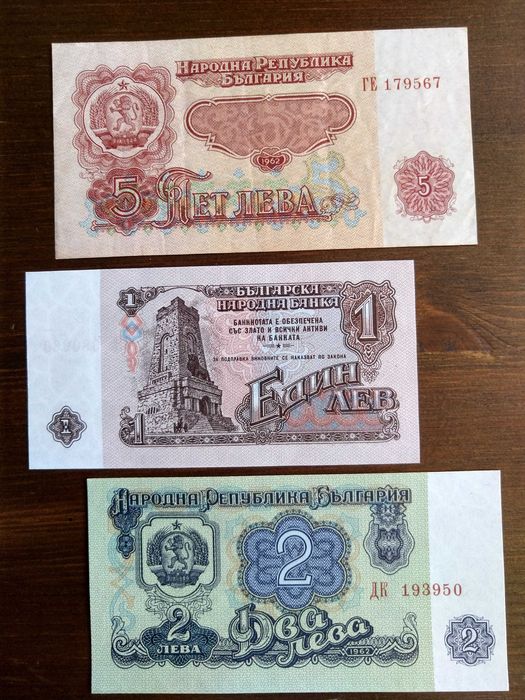 Народна Република
България
ГЕ 179567
1962
5 Пет лева
5
1
Българска
народна банка
Банкнотата е обезпечена
със злато и всички активи
на банката
за подправка виновните се наказват по закона
1
Един
лев
1
1
Народна Република България
2
ДК 193950
2
лева
Два
лева
1962
2